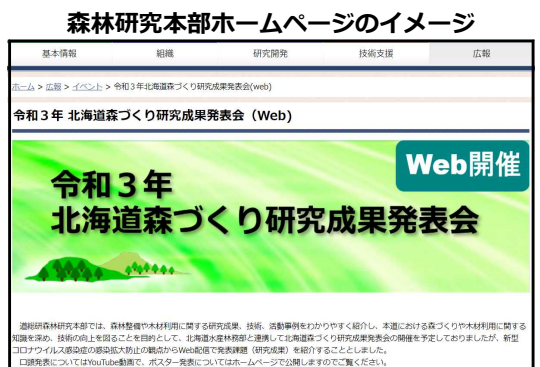 森林研究本部ホームページのイメージ
基本情報 組織 研究開発 技術支援 広報
ホーム > 広報 > イベント > 令和3年北海道森づくり研究成果発表会(web)
令和3年 北海道森づくり研究成果発表会（Web）
Web開催
令和3年
北海道森づくり研究成果発表会
道総研森林研究本部では、森林整備や木材利用に関する研究成果、技術、活動事例をわかりやすく紹介し、本道における森づくりや木材利用に関する
知識を深め、技術の向上を図ることを目的として、北海道水産林務部と連携して北海道森づくり研究成果発表会の開催を予定しておりましたが、新型
コロナウイルス感染症の感染拡大防止の観点からWeb配信で発表課題（研究成果）を紹介することとしました。
口頭発表についてはYouTube動画で、ポスター発表についてはホームページで公開しますのでご覧ください。